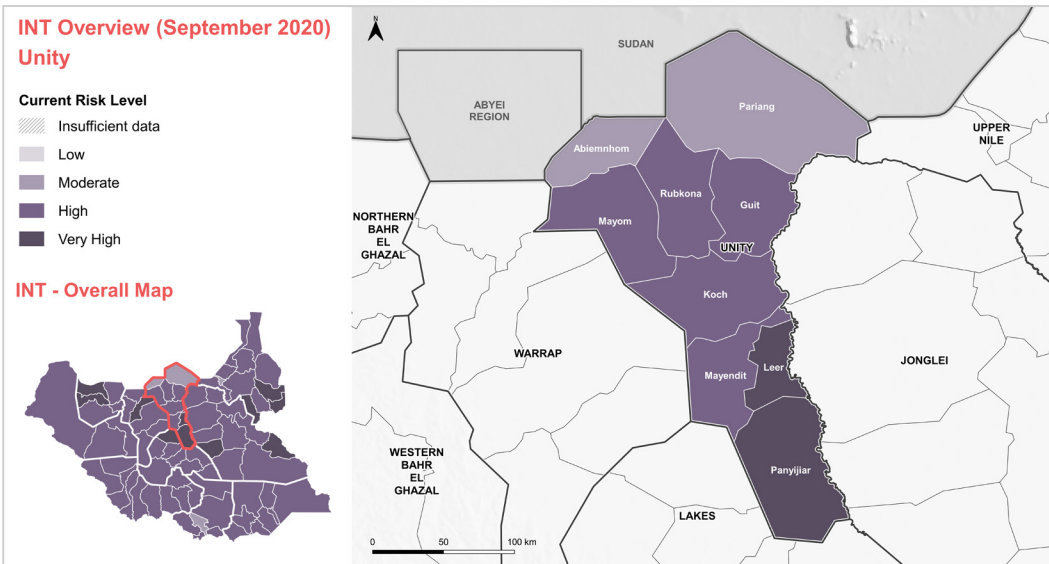 INT Overview (September 2020)
Unity
Current Risk Level
Insufficient data
Low
Moderate
High
Very High
INT - Overall Map
N
SUDAN
ABYEI
REGION
Pariang
UPPER
NILE
Abiemnhom
Rubkona
Guit
Mayom
NORTHERN
BAHR
EL
GHAZAL
UNITY
Koch
WARRAP
JONGLEI
Leer
Mayendit
WESTERN
BAHR
EL
GHAZAL
Panyijiar
LAKES
0 50 100 km